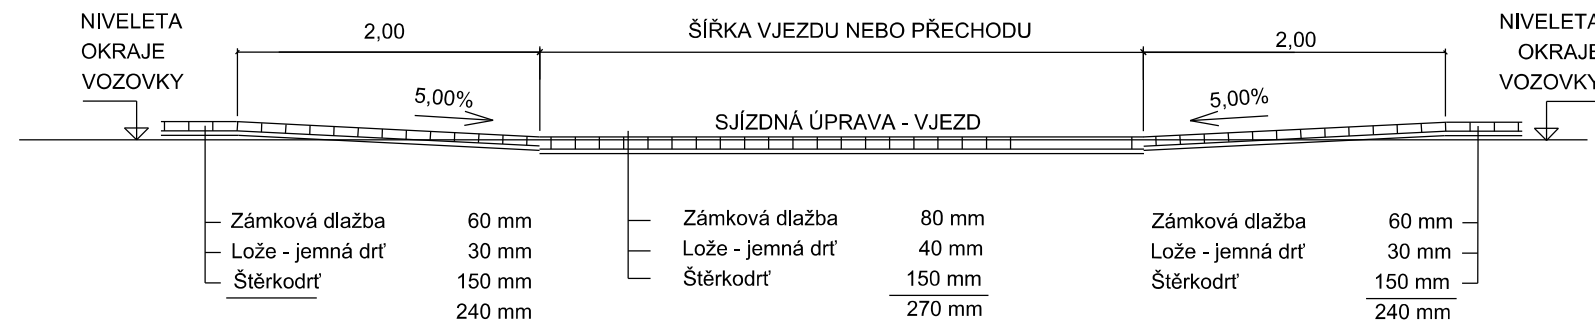 NIVELETA
OKRAJE
VOZOVKY
2,00
ŠÍŘKA VJEZDU NEBO PŘECHODU
2,00
NIVELETA
OKRAJE
VOZOVKY
5,00%
SJÍZDNÁ ÚPRAVA - VJEZD
5,00%
Zámková dlažba 60 mm
Lože - jemná drť 30 mm
Štěrkodrť 150 mm
240 mm
Zámková dlažba 80 mm
Lože - jemná drť 40 mm
Štěrkodrť 150 mm
270 mm
Zámková dlažba 60 mm
Lože - jemná drť 30 mm
Štěrkodrť 150 mm
240 mm